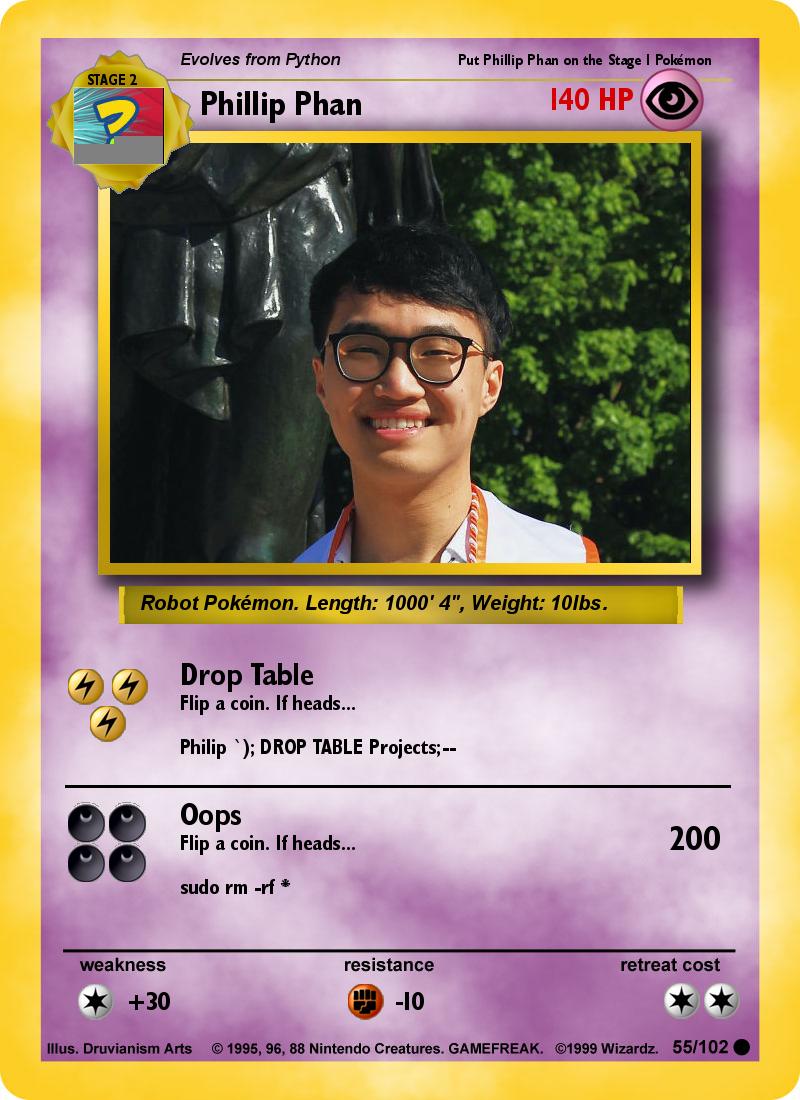 Evolves from Python
Put Phillip Phan on the Stage I Pokémon
STAGE 2
Phillip Phan
140 HP
Robot Pokémon. Length: 1000' 4", Weight: 10lbs.
Drop Table
Flip a coin. If heads...
Philip `); DROP TABLE Projects;--
Oops
Flip a coin. If heads...
200
sudo rm -rf *
weakness
resistance
retreat cost
+30
-10
Illus. Druvianism Arts © 1995, 96, 88 Nintendo Creatures. GAMEFREAK. ©1999 Wizardz. 55/102